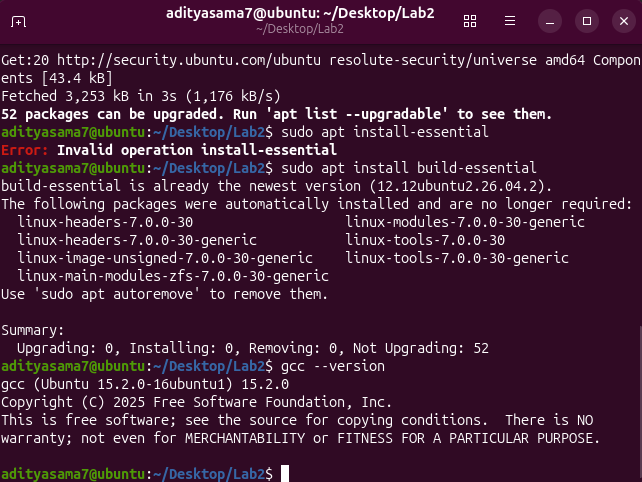 adityasama7@ubuntu: ~/Desktop/Lab2
~/Desktop/Lab2
Get:20 http://security.ubuntu.com/ubuntu resolute-security/universe amd64 Compon
ents [43.4 kB]
Fetched 3,253 kB in 3s (1,176 kB/s)
52 packages can be upgraded. Run 'apt list --upgradable' to see them.
adityasama7@ubuntu:~/Desktop/Lab2$ sudo apt install-essential
Error: Invalid operation install-essential
adityasama7@ubuntu:~/Desktop/Lab2$ sudo apt install build-essential
build-essential is already the newest version (12.12ubuntu2.26.04.2).
The following packages were automatically installed and are no longer required:
  linux-headers-7.0.0-30                  linux-modules-7.0.0-30-generic
  linux-headers-7.0.0-30-generic          linux-tools-7.0.0-30
  linux-image-unsigned-7.0.0-30-generic   linux-tools-7.0.0-30-generic
  linux-main-modules-zfs-7.0.0-30-generic
Use 'sudo apt autoremove' to remove them.

Summary:
  Upgrading: 0, Installing: 0, Removing: 0, Not Upgrading: 52
adityasama7@ubuntu:~/Desktop/Lab2$ gcc --version
gcc (Ubuntu 15.2.0-16ubuntu1) 15.2.0
Copyright (C) 2025 Free Software Foundation, Inc.
This is free software; see the source for copying conditions.  There is NO
warranty; not even for MERCHANTABILITY or FITNESS FOR A PARTICULAR PURPOSE.

adityasama7@ubuntu:~/Desktop/Lab2$